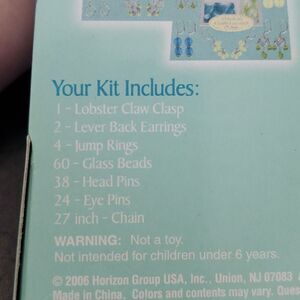 Your Kit Includes:
1 - Lobster Claw Clasp
2 - Lever Back Earrings
4 - Jump Rings
60 - Glass Beads
38 - Head Pins
24 - Eye Pins
27 inch - Chain
WARNING: Not a toy.
Not intended for children under 6 years.
© 2006 Horizon Group USA, Inc., Union, NJ 07083
Made in China. Colors and contents may vary. Ques